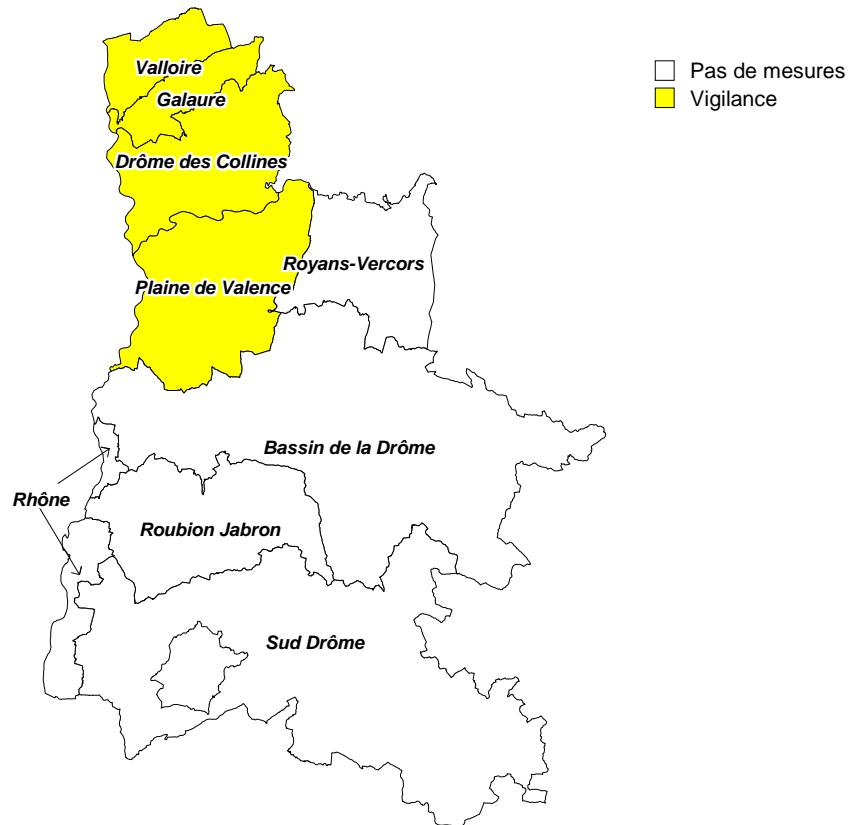 Valloire
Galaure
Drôme des Collines
Royans-Vercors
Plaine de Valence
Bassin de la Drôme
Rhône
Roubion Jabron
Sud Drôme
Pas de mesures
Vigilance